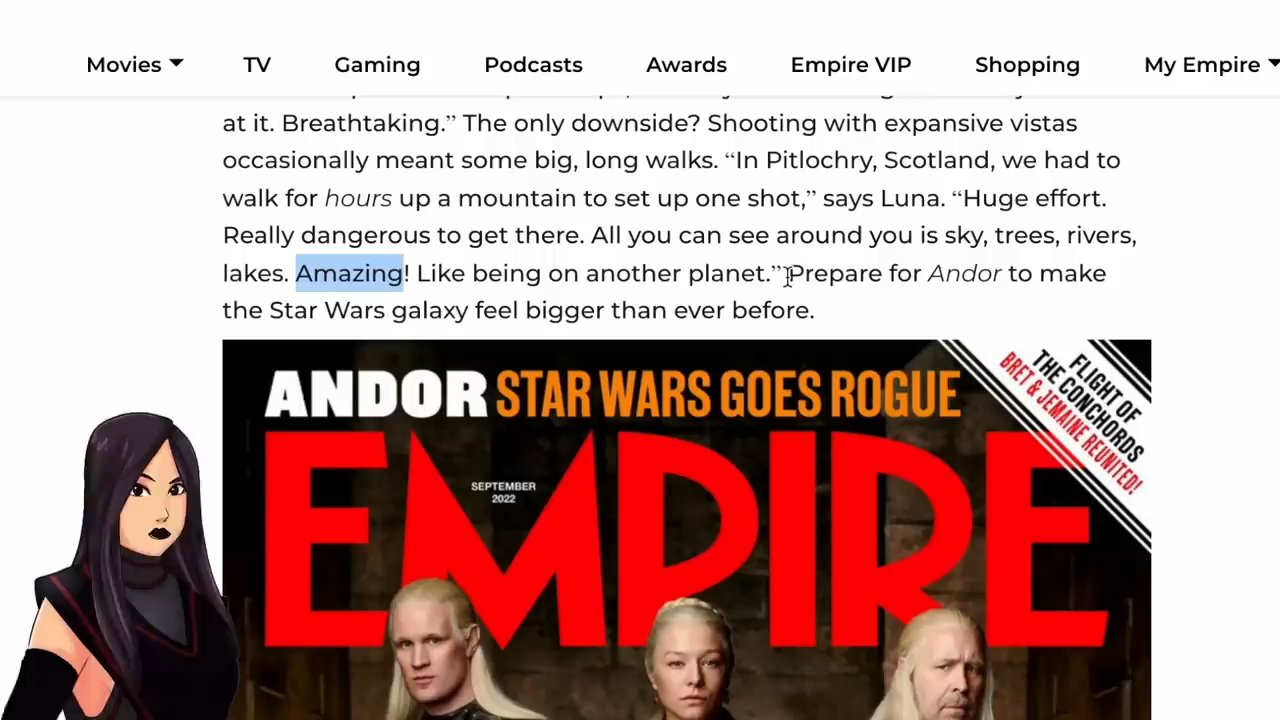 Movies TV Gaming Podcasts Awards Empire VIP Shopping My Empire
at it. Breathtaking.” The only downside? Shooting with expansive vistas
occasionally meant some big, long walks. “In Pitlochry, Scotland, we had to
walk for hours up a mountain to set up one shot,” says Luna. “Huge effort.
Really dangerous to get there. All you can see around you is sky, trees, rivers,
lakes. Amazing! Like being on another planet.” Prepare for Andor to make
the Star Wars galaxy feel bigger than ever before.
ANDOR STAR WARS GOES ROGUE
FLIGHT OF
THE CONCHORDS
BRET & JEMAINE REUNITED!
EMPIRE
SEPTEMBER
2022